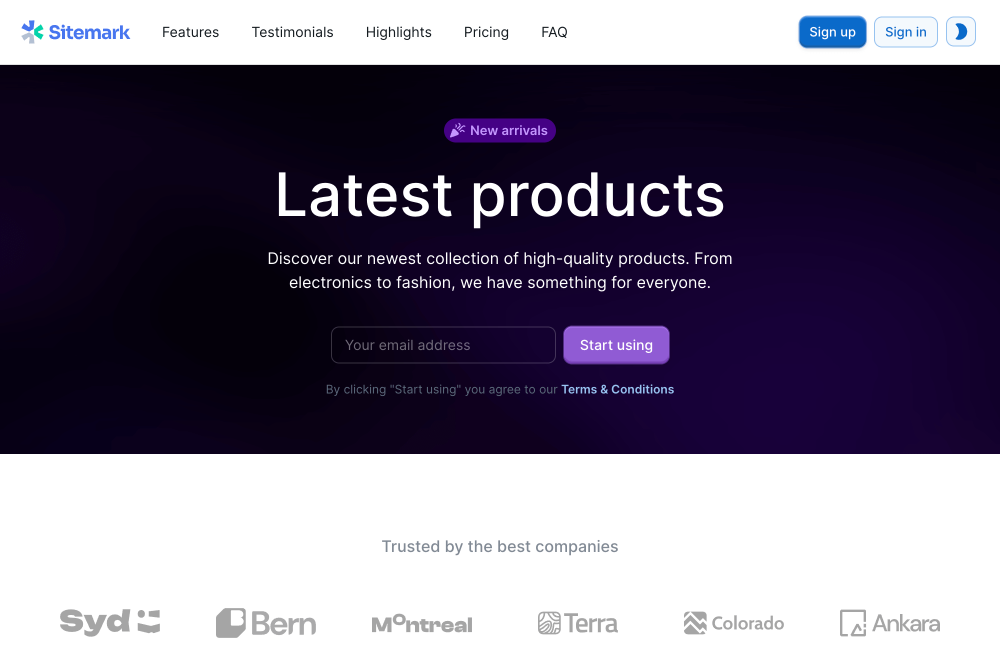 Sitemark Features Testimonials Highlights Pricing FAQ Sign up Sign in
New arrivals
Latest products
Discover our newest collection of high-quality products. From
electronics to fashion, we have something for everyone.
Your email address Start using
By clicking "Start using" you agree to our Terms & Conditions
Trusted by the best companies
Syd Bern Montreal Terra Colorado Ankara